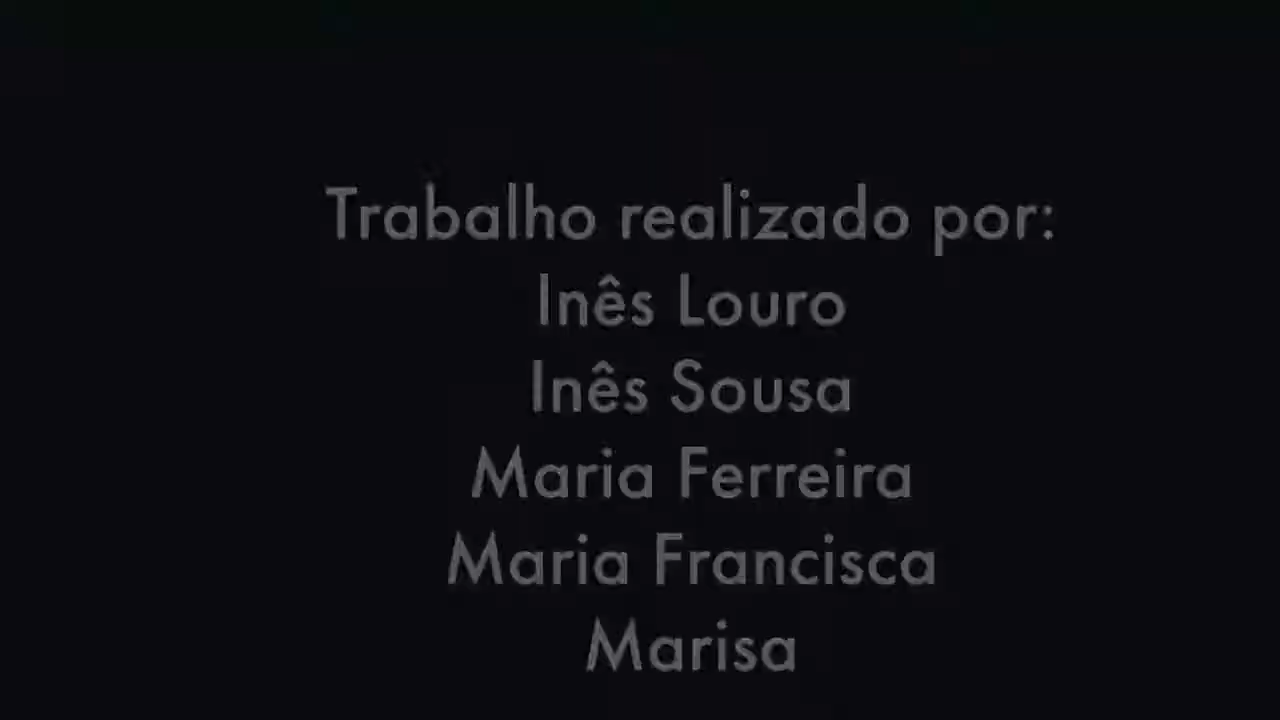 Trabalho realizado por:
Inês Louro
Inês Sousa
Maria Ferreira
Maria Francisca
Marisa